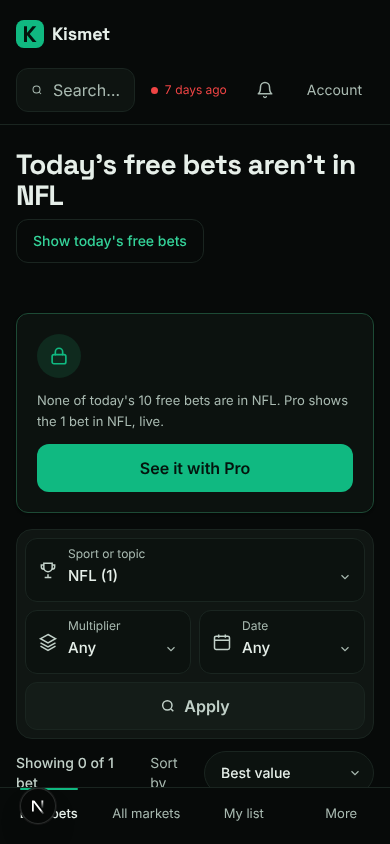 Kismet
Search...
7 days ago
Account
Today's free bets aren't in
NFL
Show today's free bets
None of today's 10 free bets are in NFL. Pro shows
the 1 bet in NFL, live.
See it with Pro
Sport or topic
NFL (1)
Multiplier
Any
Date
Any
Apply
Showing 0 of 1
bet
Sort
by
Best value
N
bets
All markets
My list
More